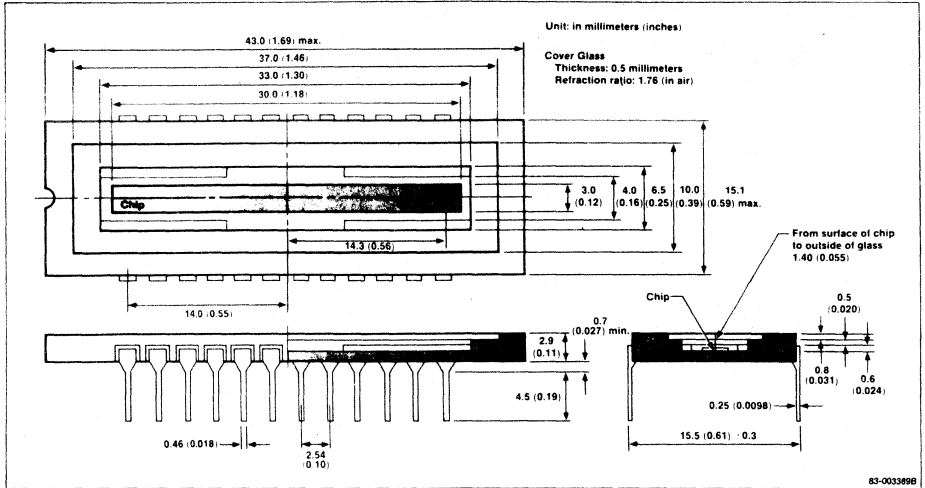 Unit: in millimeters (inches)
43.0 (1.69) max.
37.0 (1.46)
33.0 (1.30)
30.0 (1.18)
Cover Glass
Thickness: 0.5 millimeters
Refraction ratio: 1.76 (in air)
Chip
3.0
(0.12)
4.0
(0.16)
6.5
(0.25)
10.0
(0.39)
15.1
(0.59) max.
14.3 (0.56)
From surface of chip
to outside of glass
1.40 (0.055)
14.0 (0.55)
Chip
0.7
(0.027) min.
2.9
(0.11)
0.5
(0.020)
0.8
(0.031)
0.6
(0.024)
4.5 (0.19)
0.25 (0.0098)
0.46 (0.018)
2.54
(0 10)
15.5 (0.61) · 0.3
83-003389B